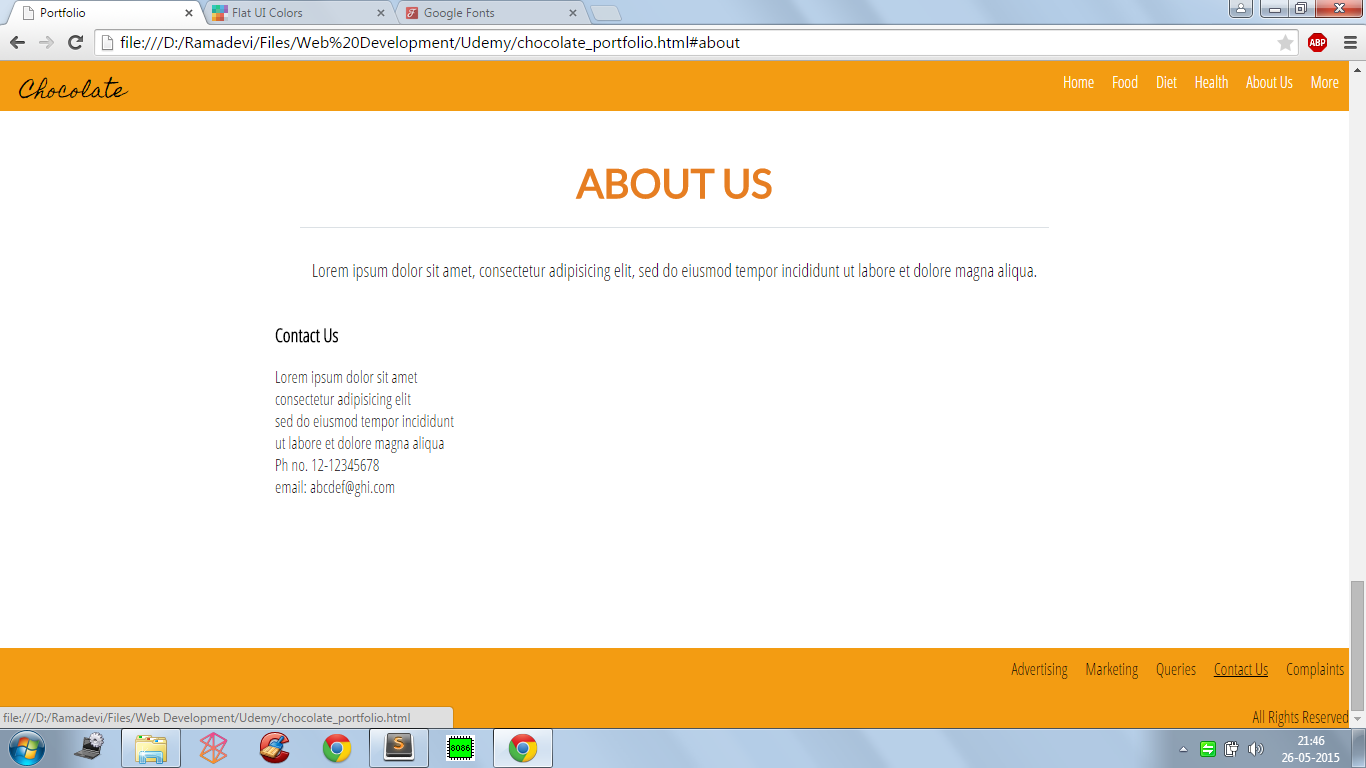 Portfolio Flat UI Colors Google Fonts
file:///D:/Ramadevi/Files/Web%20Development/Udemy/chocolate_portfolio.html#about ABP
Chocolate Home Food Diet Health About Us More
ABOUT US
Lorem ipsum dolor sit amet, consectetur adipisicing elit, sed do eiusmod tempor incididunt ut labore et dolore magna aliqua.
Contact Us
Lorem ipsum dolor sit amet
consectetur adipisicing elit
sed do eiusmod tempor incididunt
ut labore et dolore magna aliqua
Ph no. 12-12345678
email: abcdef@ghi.com
Advertising Marketing Queries Contact Us Complaints
All Rights Reserved
file:///D:/Ramadevi/Files/Web Development/Udemy/chocolate_portfolio.html
8086
21:46
26-05-2015